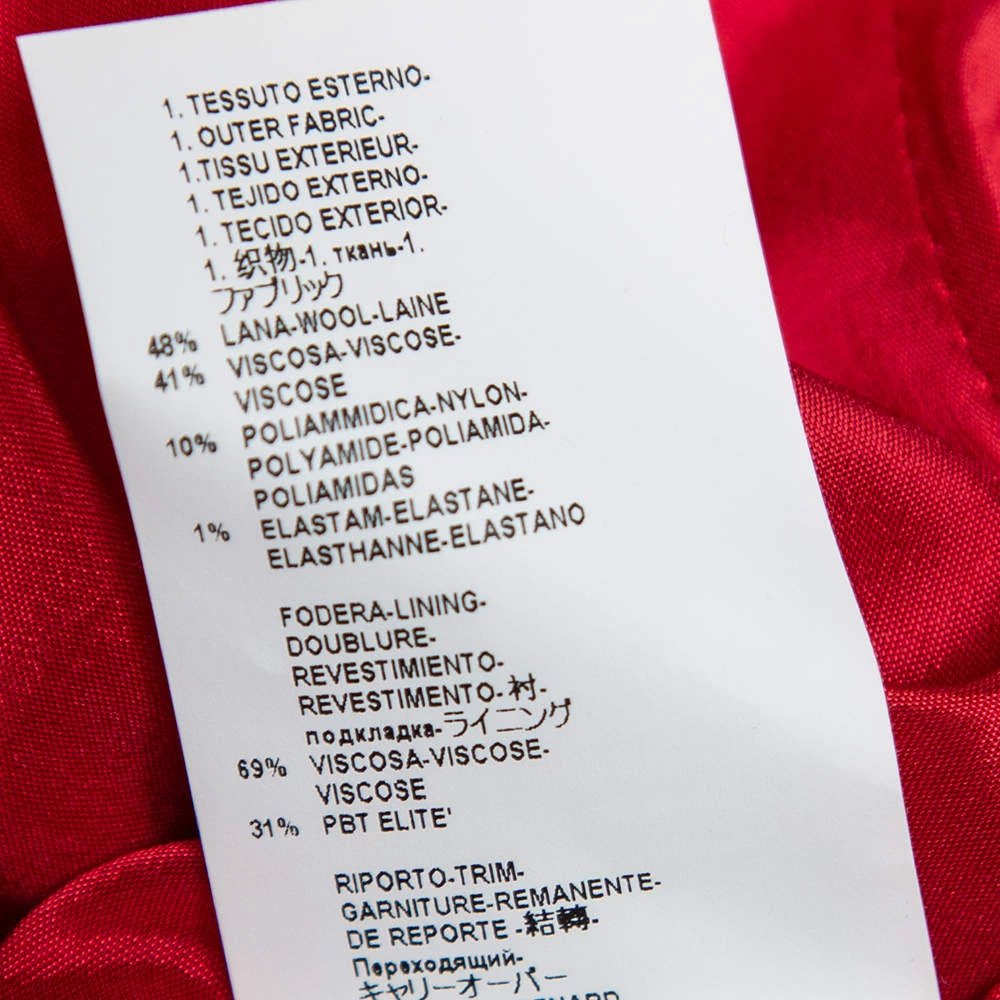 1. TESSUTO ESTERNO-
1. OUTER FABRIC-
1.TISSU EXTERIEUR-
1. TEJIDO EXTERNO-
1. TECIDO EXTERIOR-
1. 织物-1. ткань-1.
ファブリック
48% LANA-WOOL-LAINE
41% VISCOSA-VISCOSE-
VISCOSE
10% POLIAMMIDICA-NYLON-
POLYAMIDE-POLIAMIDA-
POLIAMIDAS
1% ELASTAM-ELASTANE-
ELASTHANNE-ELASTANO
FODERA-LINING-
DOUBLURE-
REVESTIMIENTO-
REVESTIMENTO-衬-
подкладка-ライニング
69% VISCOSA-VISCOSE-
VISCOSE
31% PBT ELITE'
RIPORTO-TRIM-
GARNITURE-REMANENTE-
DE REPORTE -結轉-
Переходящий-
キャリーオーバー